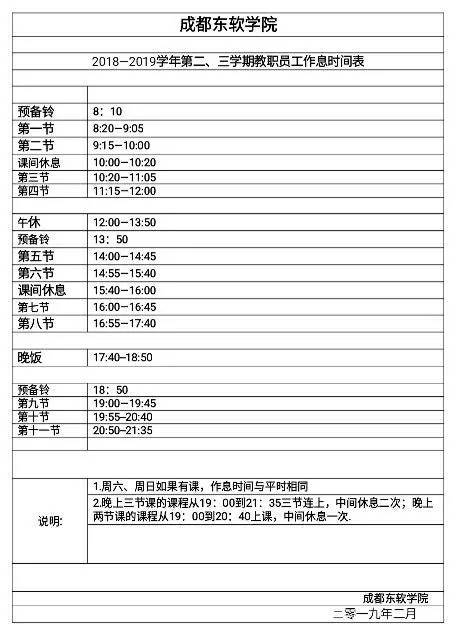 成都东软学院
2018-2019学年第二、三学期教职员工作息时间表
预备铃 8：10
第一节 8:20-9:05
第二节 9:15-10:00
课间休息 10:00-10:20
第三节 10:20-11:05
第四节 11:15-12:00
午休 12:00-13:50
预备铃 13：50
第五节 14:00-14:45
第六节 14:55-15:40
课间休息 15:40-16:00
第七节 16:00-16:45
第八节 16:55-17:40
晚饭 17:40-18:50
预备铃 18：50
第九节 19:00-19:45
第十节 19:55-20:40
第十一节 20:50-21:35
说明:
1.周六、周日如果有课，作息时间与平时相同
2.晚上三节课的课程从19：00到21：35三节连上，中间休息二次；晚上
两节课的课程从19：00到20：40上课，中间休息一次.
成都东软学院
二零一九年二月